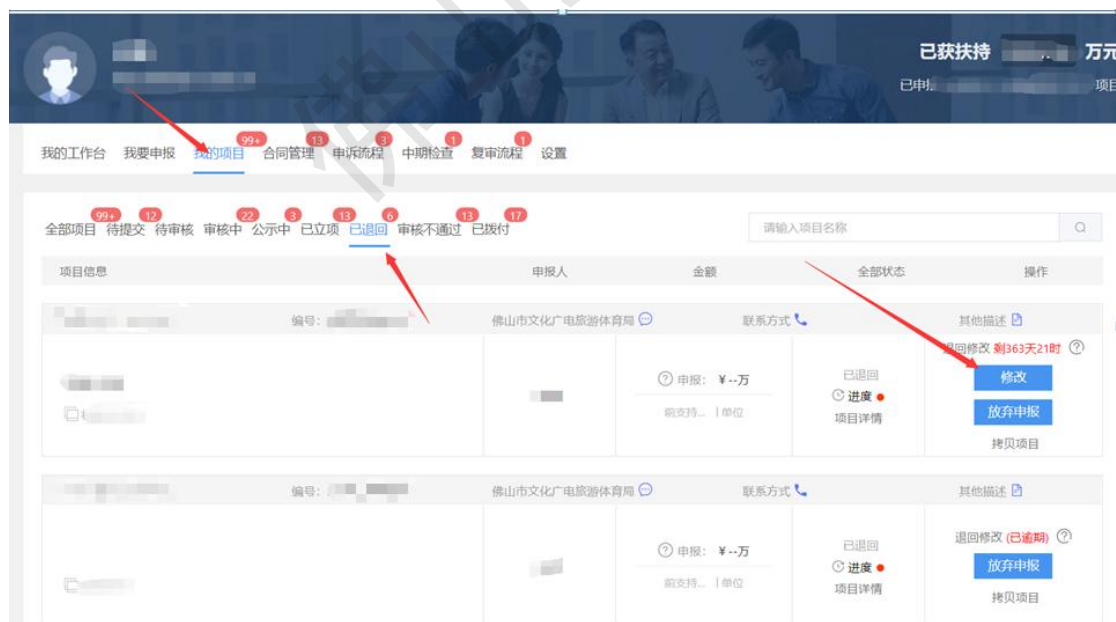 已获扶持 万元
已申 项目
99+ 13 3 1 1
我的工作台 我要申报 我的项目 合同管理 申诉流程 中期检查 复审流程 设置
99+ 12 22 3 13 6 13 17
全部项目 待提交 待审核 审核中 公示中 已立项 已退回 审核不通过 已拨付 请输入项目名称
项目信息 申报人 金额 全部状态 操作
编号: 佛山市文化广电旅游体育局 联系方式 其他描述
退回修改 剩363天21时
申报: ¥--万 已退回 修改
进度
前支持... 单位 项目详情 放弃申报
拷贝项目
编号: 佛山市文化广电旅游体育局 联系方式 其他描述
退回修改 (已逾期)
申报: ¥--万 已退回 放弃申报
进度
前支持... 单位 项目详情 拷贝项目